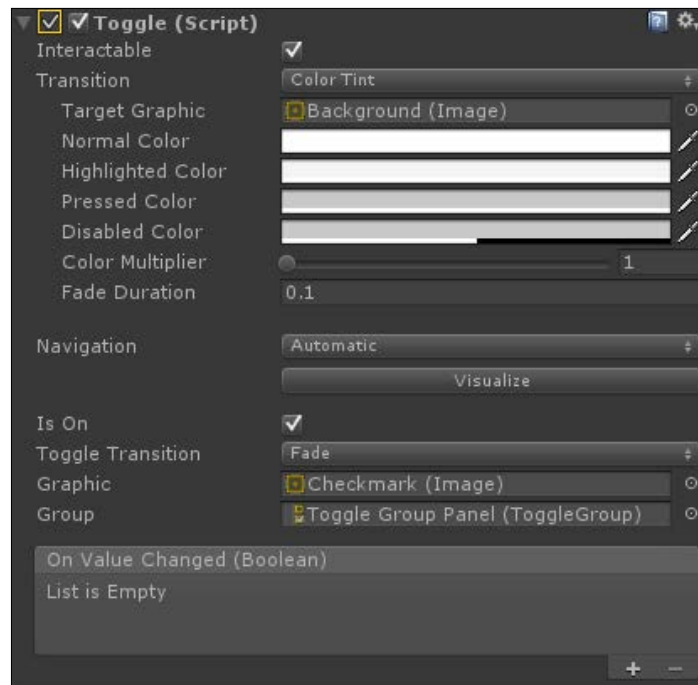 Toggle (Script)
Interactable
Transition Color Tint
Target Graphic Background (Image)
Normal Color
Highlighted Color
Pressed Color
Disabled Color
Color Multiplier 1
Fade Duration 0.1
Navigation Automatic
Visualize
Is On
Toggle Transition Fade
Graphic Checkmark (Image)
Group Toggle Group Panel (ToggleGroup)
On Value Changed (Boolean)
List is Empty